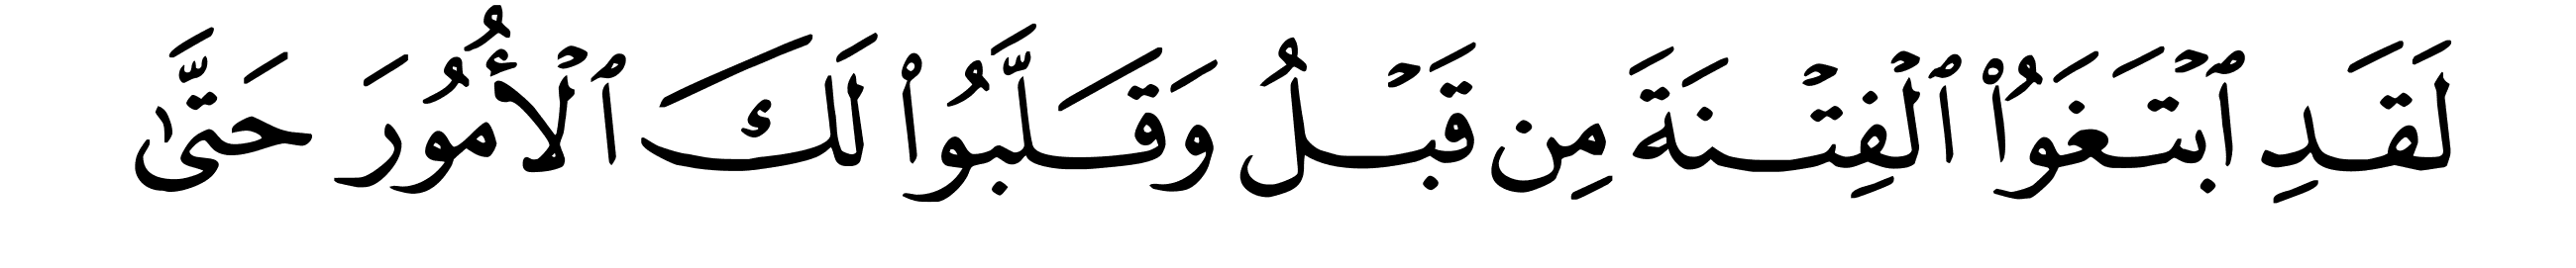 لَقَدِ ٱبۡتَغَوُاْ ٱلۡفِتۡنَةَ مِن قَبۡلُ وَقَلَّبُواْ لَكَ ٱلۡأُمُورَ حَتَّىٰ